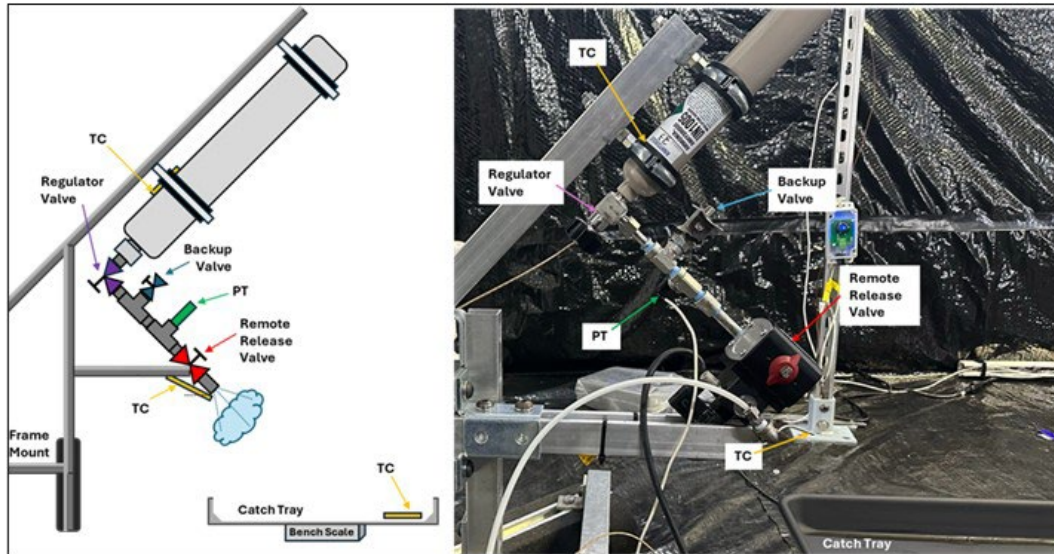 TC
Regulator
Valve
Backup
Valve
PT
Remote
Release
Valve
TC
Frame
Mount
TC
Catch Tray
Bench Scale
TC
Regulator
Valve
Backup
Valve
Remote
Release
Valve
PT
TC
Catch Tray